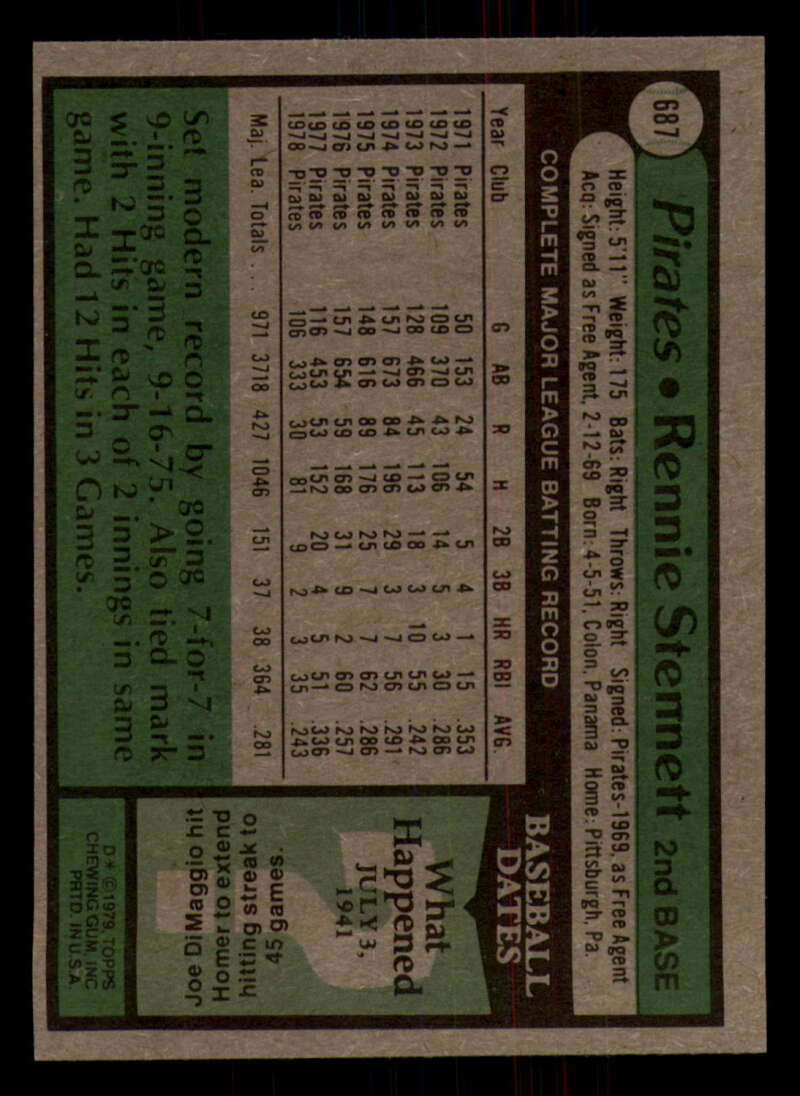 687
Pirates • Rennie Stennett 2nd BASE
Height: 5'11" Weight: 175 Bats: Right Throws: Right Signed: Pirates-1969, as Free Agent
Acq: Signed as Free Agent, 2-12-69 Born: 4-5-51, Colon, Panama Home: Pittsburgh, Pa.
COMPLETE MAJOR LEAGUE BATTING RECORD
Year Club G AB R H 2B 3B HR RBI AVG.
1971 Pirates 50 153 24 54 5 4 1 15 .353
1972 Pirates 109 370 43 106 14 5 3 30 .286
1973 Pirates 128 466 45 113 18 3 10 55 .242
1974 Pirates 157 673 84 196 29 3 7 56 .291
1975 Pirates 148 616 89 176 25 7 7 62 .286
1976 Pirates 157 654 59 168 31 9 2 60 .257
1977 Pirates 116 453 53 152 20 4 5 51 .336
1978 Pirates 106 333 30 81 9 2 3 35 .243
Maj. Lea. Totals . . . 971 3718 427 1046 151 37 38 364 .281
Set modern record by going 7-for-7 in
9-inning game, 9-16-75. Also tied mark
with 2 Hits in each of 2 innings in same
game. Had 12 Hits in 3 Games.
BASEBALL
DATES
What
Happened
JULY 3,
1941
Joe DiMaggio hit
Homer to extend
hitting streak to
45 games.
D* © 1979, TOPPS
CHEWING GUM, INC
PRTD. IN U.S.A.